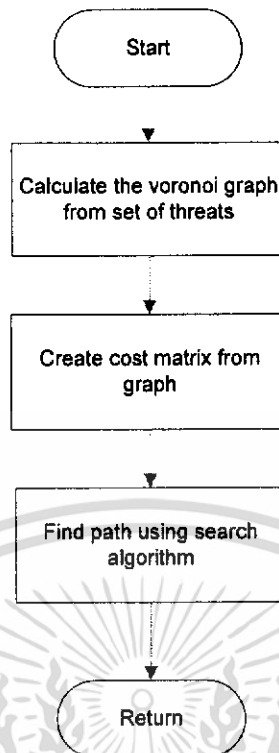 Start
Calculate the voronoi graph
from set of threats
Create cost matrix from
graph
Find path using search
algorithm
Return